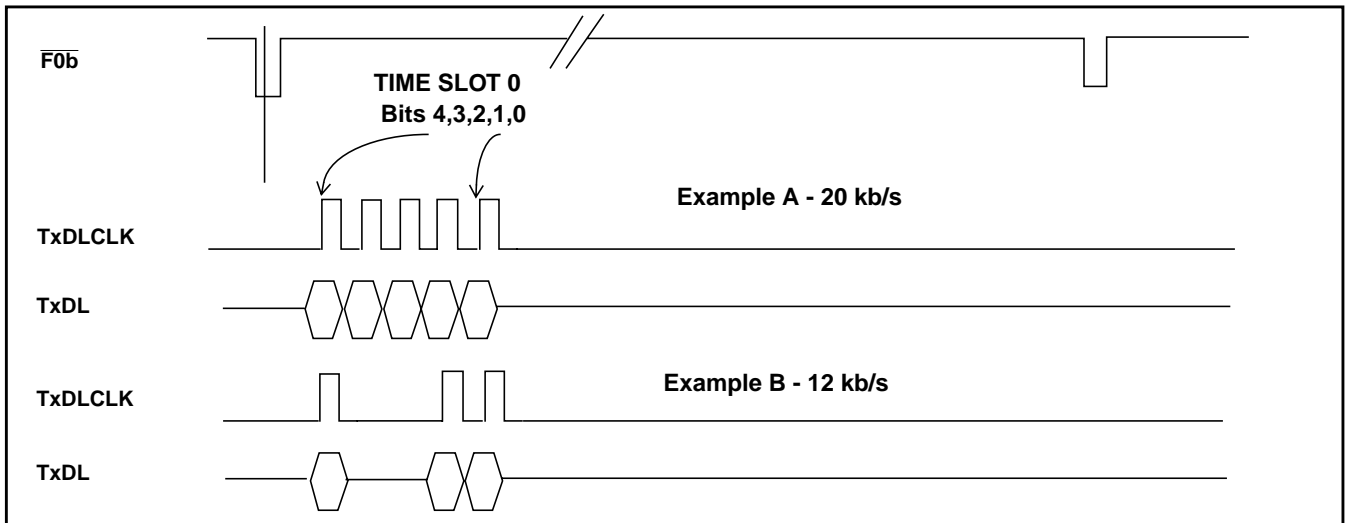 F0b
TIME SLOT 0
Bits 4,3,2,1,0
Example A - 20 kb/s
TxDLCLK
TxDL
Example B - 12 kb/s
TxDLCLK
TxDL